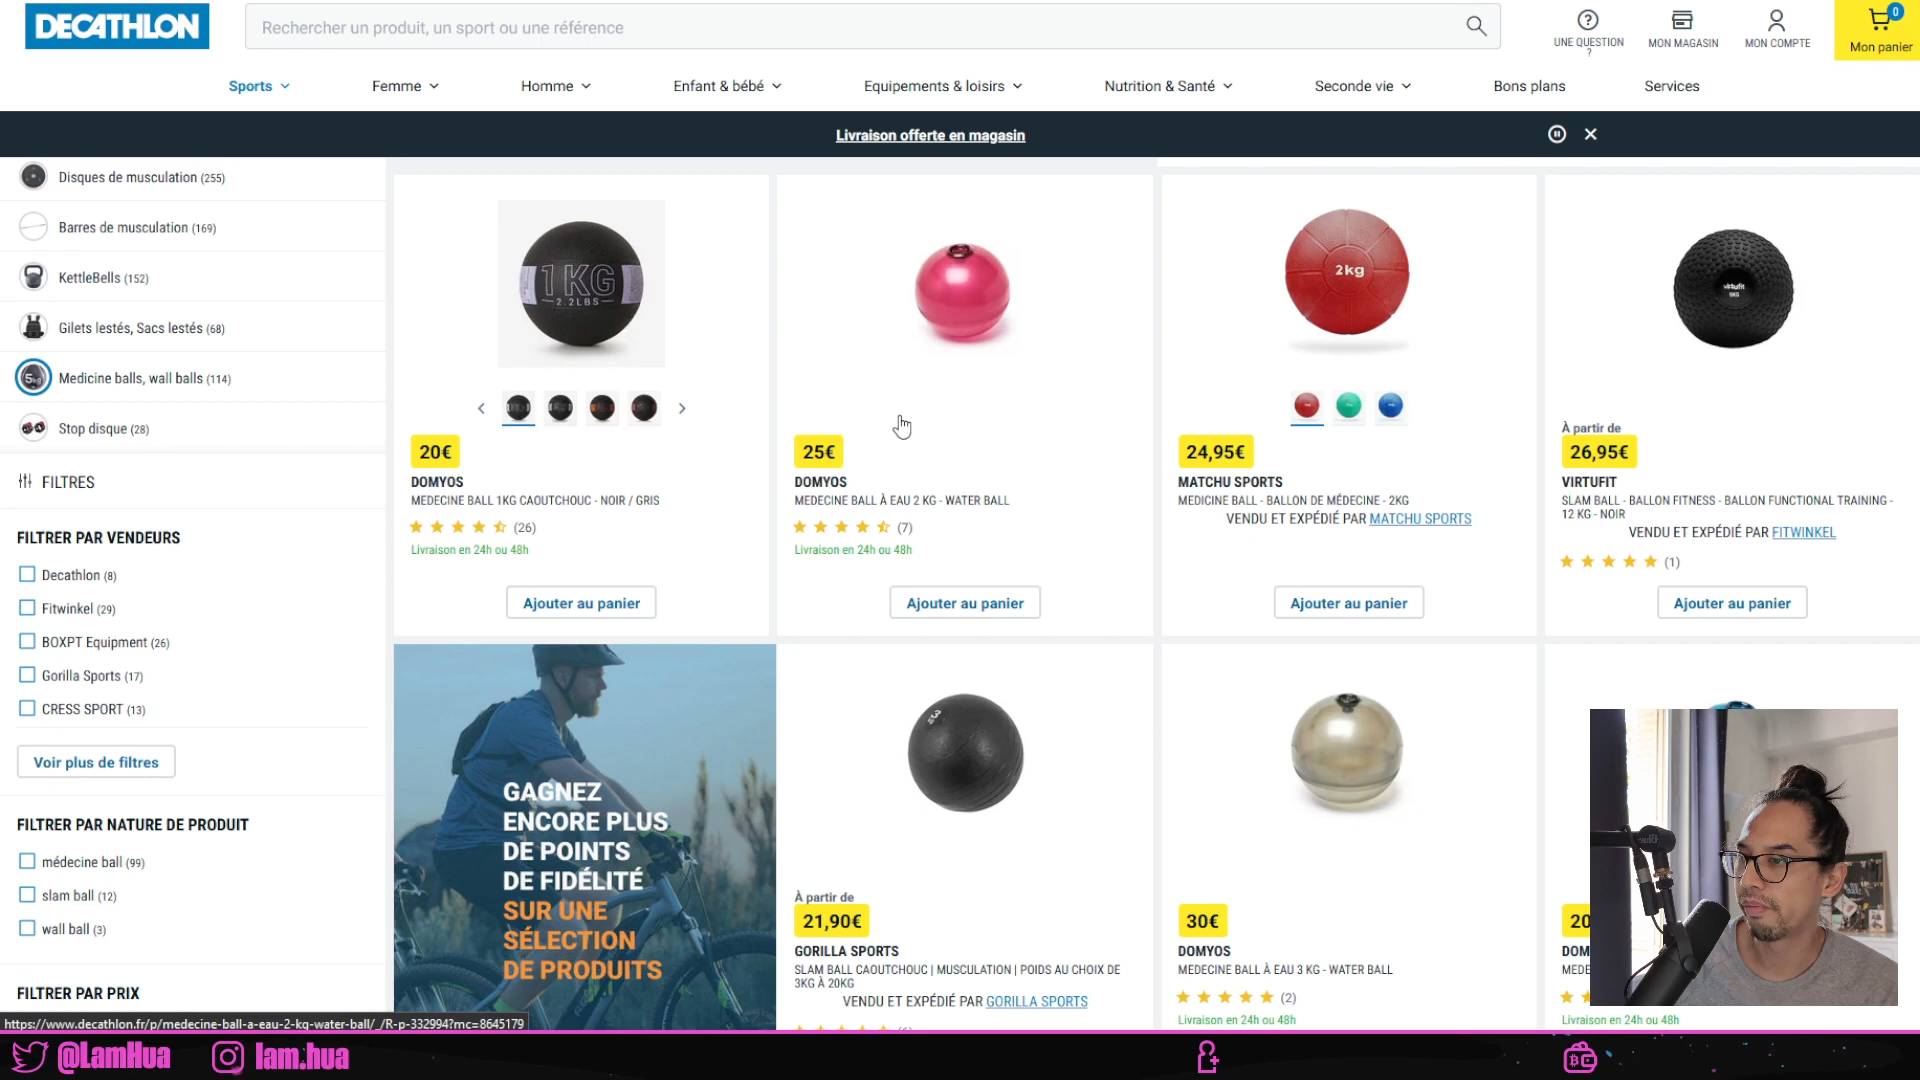 DECATHLON
Rechercher un produit, un sport ou une référence
UNE QUESTION
?
MON MAGASIN
MON COMPTE
0
Mon panier
Sports
Femme
Homme
Enfant & bébé
Equipements & loisirs
Nutrition & Santé
Seconde vie
Bons plans
Services
Livraison offerte en magasin
Disques de musculation (255)
Barres de musculation (169)
KettleBells (152)
Gilets lestés, Sacs lestés (68)
Medicine balls, wall balls (114)
Stop disque (28)
FILTRES
FILTRER PAR VENDEURS
Decathlon (8)
Fitwinkel (29)
BOXPT Equipment (26)
Gorilla Sports (17)
CRESS SPORT (13)
Voir plus de filtres
FILTRER PAR NATURE DE PRODUIT
médecine ball (99)
slam ball (12)
wall ball (3)
FILTRER PAR PRIX
1KG
2.2LBS
20€
DOMYOS
MEDECINE BALL 1KG CAOUTCHOUC - NOIR / GRIS
(26)
Livraison en 24h ou 48h
Ajouter au panier
25€
DOMYOS
MEDECINE BALL À EAU 2 KG - WATER BALL
(7)
Livraison en 24h ou 48h
Ajouter au panier
2kg
24,95€
MATCHU SPORTS
MEDICINE BALL - BALLON DE MÉDECINE - 2KG
VENDU ET EXPÉDIÉ PAR MATCHU SPORTS
Ajouter au panier
virtufit
À partir de
26,95€
VIRTUFIT
SLAM BALL - BALLON FITNESS - BALLON FUNCTIONAL TRAINING -
12 KG - NOIR
VENDU ET EXPÉDIÉ PAR FITWINKEL
(1)
Ajouter au panier
GAGNEZ
ENCORE PLUS
DE POINTS
DE FIDÉLITÉ
SUR UNE
SÉLECTION
DE PRODUITS
3
À partir de
21,90€
GORILLA SPORTS
SLAM BALL CAOUTCHOUC | MUSCULATION | POIDS AU CHOIX DE
3KG À 20KG
VENDU ET EXPÉDIÉ PAR GORILLA SPORTS
30€
DOMYOS
MEDECINE BALL À EAU 3 KG - WATER BALL
(2)
Livraison en 24h ou 48h
20
DOM
MEDE
Livraison en 24h ou 48h
https://www.decathlon.fr/p/medecine-ball-a-eau-2-kg-water-ball/_/R-p-332994?mc=8645179
@LamHua
lam.hua